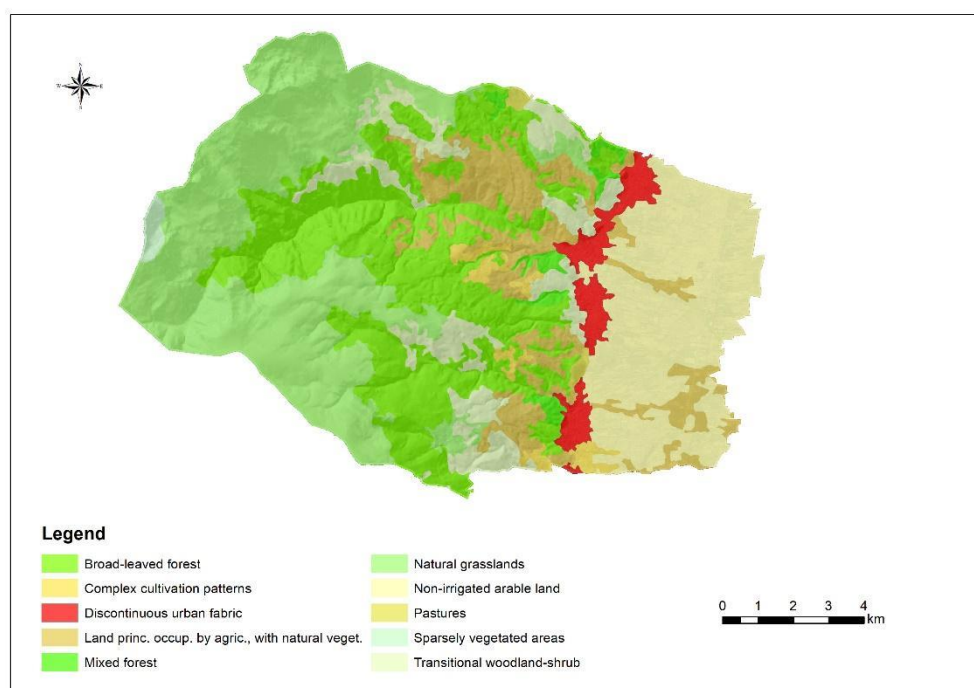 N
W E
S
Legend
Broad-leaved forest
Complex cultivation patterns
Discontinuous urban fabric
Land princ. occup. by agric., with natural veget.
Mixed forest
Natural grasslands
Non-irrigated arable land
Pastures
Sparsely vegetated areas
Transitional woodland-shrub
0 1 2 3 4
km